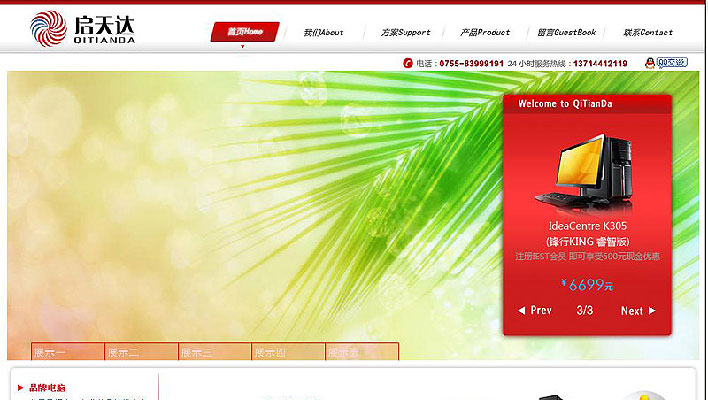 启天达
QITIANDA
首页Home 我们About 方案Support 产品Product 留言GuestBook 联系Contact
电话：0755-83999191 24小时服务热线：13714412119 QQ交谈
Welcome to QiTianDa
IdeaCentre K305
(锋行KING 睿智版)
注册BEST会员 即可享受500元现金优惠
¥6699元
Prev 3/3 Next
展示一 展示二 展示三 展示四 展示五
品牌电脑